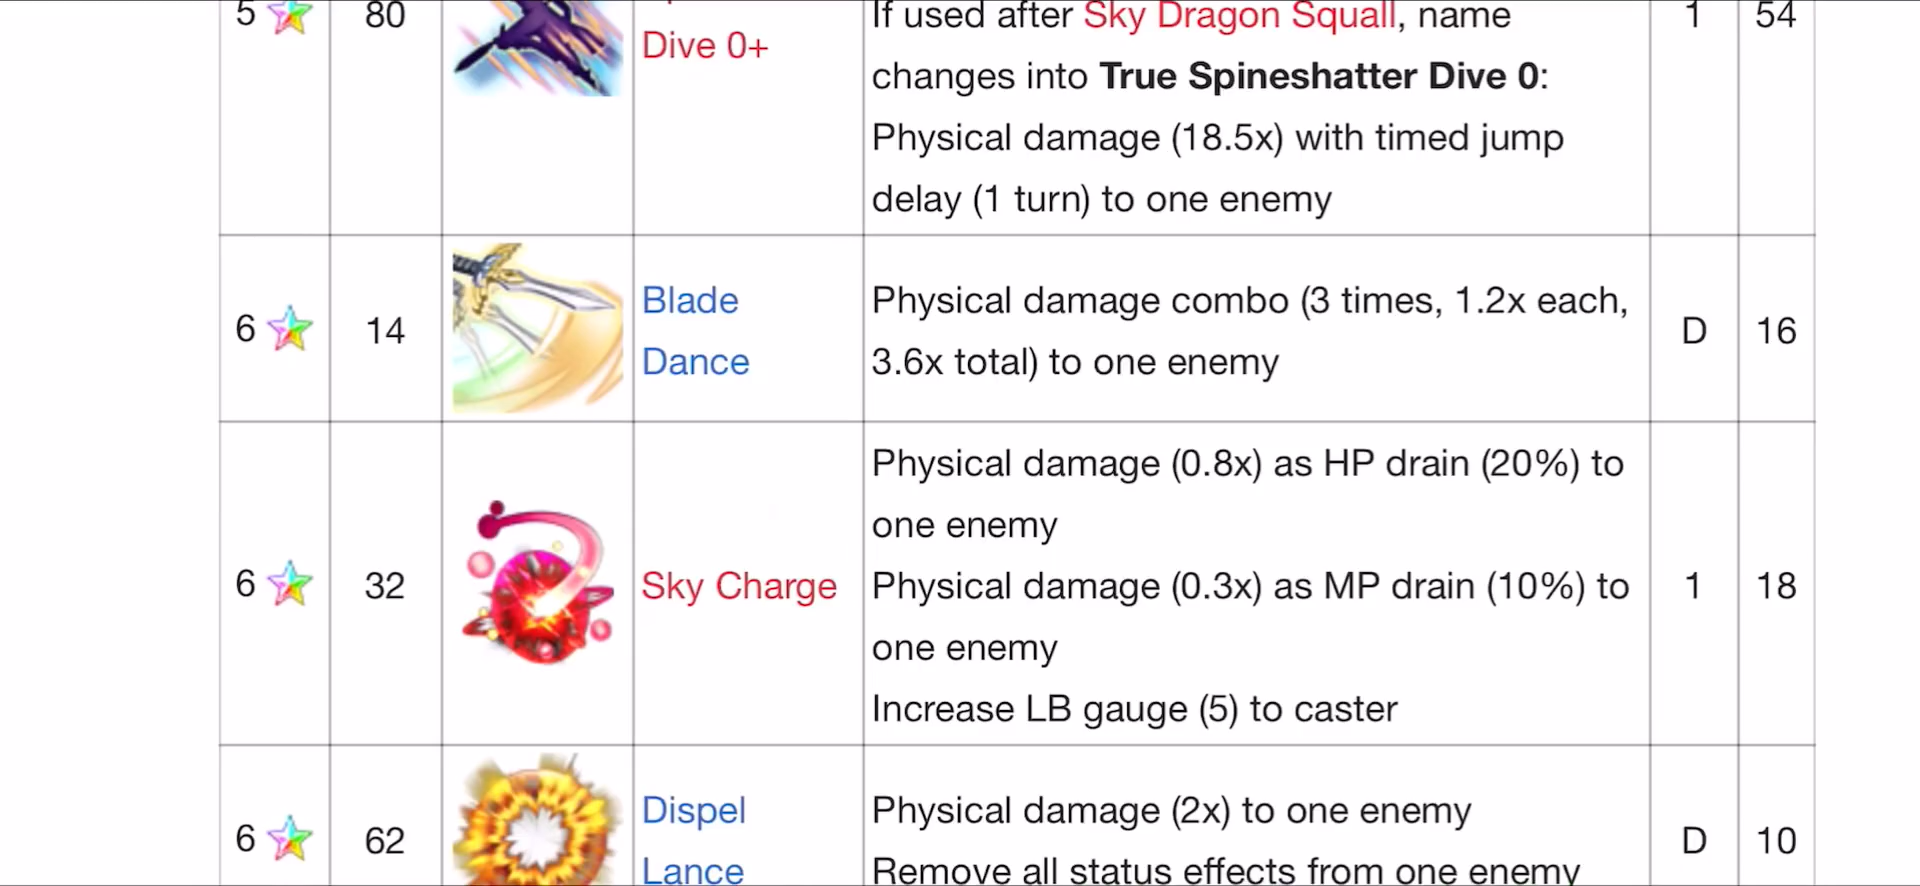 5 80 Dive 0+ If used after Sky Dragon Squall, name 1 54
changes into True Spineshatter Dive 0:
Physical damage (18.5x) with timed jump
delay (1 turn) to one enemy
6 14 Blade Dance Physical damage combo (3 times, 1.2x each, D 16
3.6x total) to one enemy
6 32 Sky Charge Physical damage (0.8x) as HP drain (20%) to 1 18
one enemy
Physical damage (0.3x) as MP drain (10%) to
one enemy
Increase LB gauge (5) to caster
6 62 Dispel Lance Physical damage (2x) to one enemy D 10
Remove all status effects from one enemy